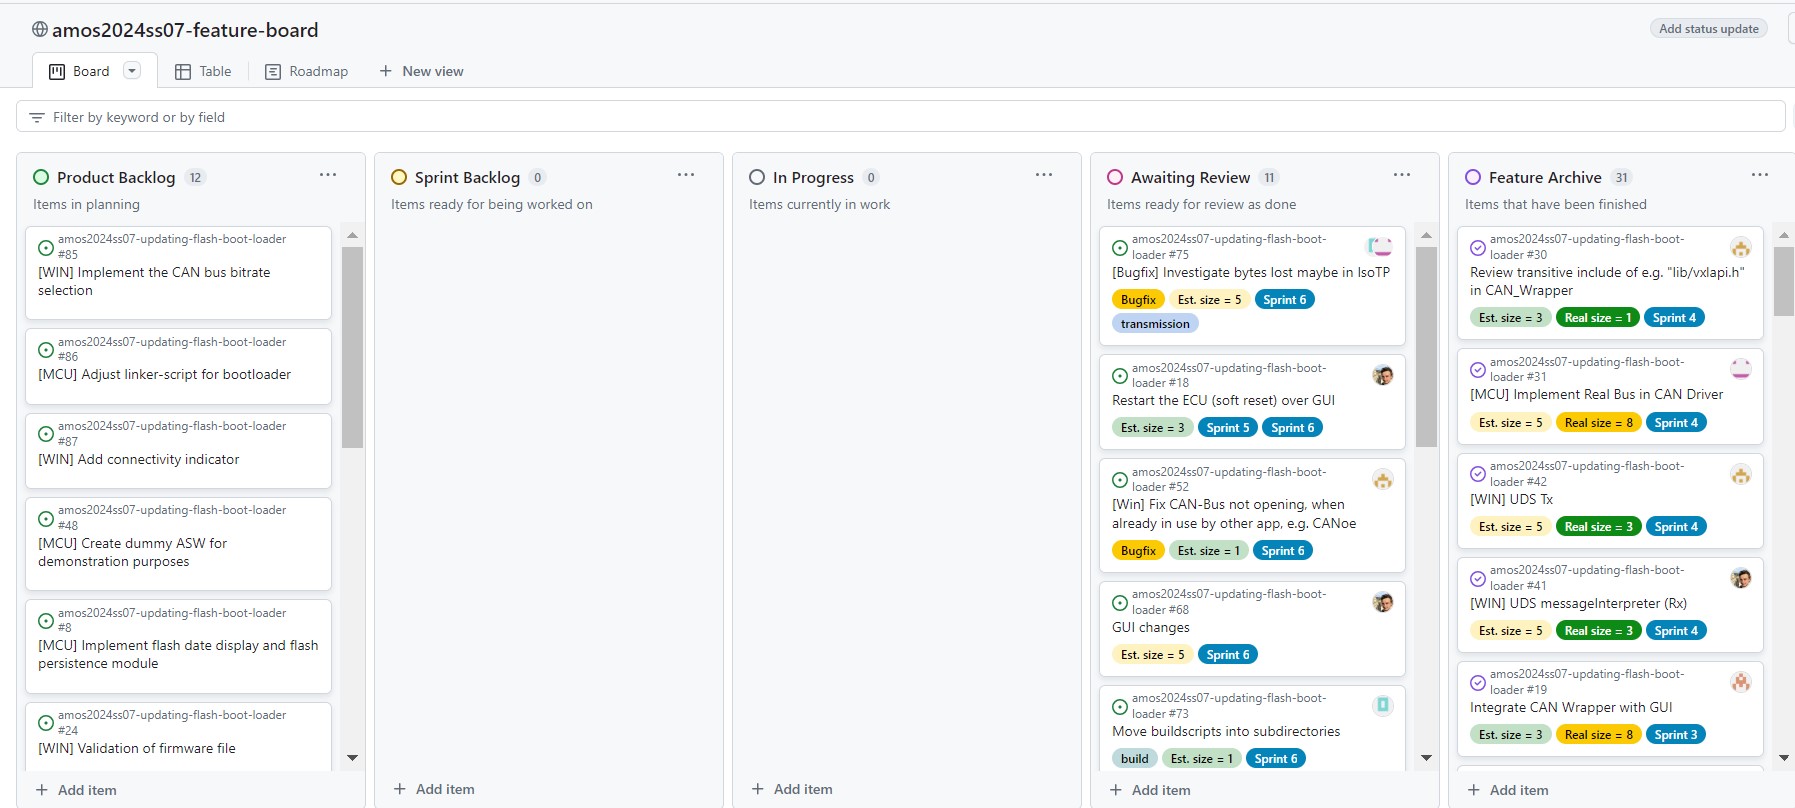 amos2024ss07-feature-board
Add status update
Board
Table
Roadmap
New view
Filter by keyword or by field
Product Backlog 12
Items in planning
amos2024ss07-updating-flash-boot-loader
#85
[WIN] Implement the CAN bus bitrate
selection
amos2024ss07-updating-flash-boot-loader
#86
[MCU] Adjust linker-script for bootloader
amos2024ss07-updating-flash-boot-loader
#87
[WIN] Add connectivity indicator
amos2024ss07-updating-flash-boot-loader
#48
[MCU] Create dummy ASW for
demonstration purposes
amos2024ss07-updating-flash-boot-loader
#8
[MCU] Implement flash date display and flash
persistence module
amos2024ss07-updating-flash-boot-loader
#24
[WIN] Validation of firmware file
+ Add item
Sprint Backlog 0
Items ready for being worked on
+ Add item
In Progress 0
Items currently in work
+ Add item
Awaiting Review 11
Items ready for review as done
amos2024ss07-updating-flash-boot-
loader #75
[Bugfix] Investigate bytes lost maybe in IsoTP
Bugfix Est. size = 5 Sprint 6
transmission
amos2024ss07-updating-flash-boot-
loader #18
Restart the ECU (soft reset) over GUI
Est. size = 3 Sprint 5 Sprint 6
amos2024ss07-updating-flash-boot-
loader #52
[Win] Fix CAN-Bus not opening, when
already in use by other app, e.g. CANoe
Bugfix Est. size = 1 Sprint 6
amos2024ss07-updating-flash-boot-
loader #68
GUI changes
Est. size = 5 Sprint 6
amos2024ss07-updating-flash-boot-
loader #73
Move buildscripts into subdirectories
build Est. size = 1 Sprint 6
+ Add item
Feature Archive 31
Items that have been finished
amos2024ss07-updating-flash-boot-
loader #30
Review transitive include of e.g. "lib/vxlapi.h"
in CAN_Wrapper
Est. size = 3 Real size = 1 Sprint 4
amos2024ss07-updating-flash-boot-
loader #31
[MCU] Implement Real Bus in CAN Driver
Est. size = 5 Real size = 8 Sprint 4
amos2024ss07-updating-flash-boot-
loader #42
[WIN] UDS Tx
Est. size = 5 Real size = 3 Sprint 4
amos2024ss07-updating-flash-boot-
loader #41
[WIN] UDS messageInterpreter (Rx)
Est. size = 5 Real size = 3 Sprint 4
amos2024ss07-updating-flash-boot-
loader #19
Integrate CAN Wrapper with GUI
Est. size = 3 Real size = 8 Sprint 3
+ Add item